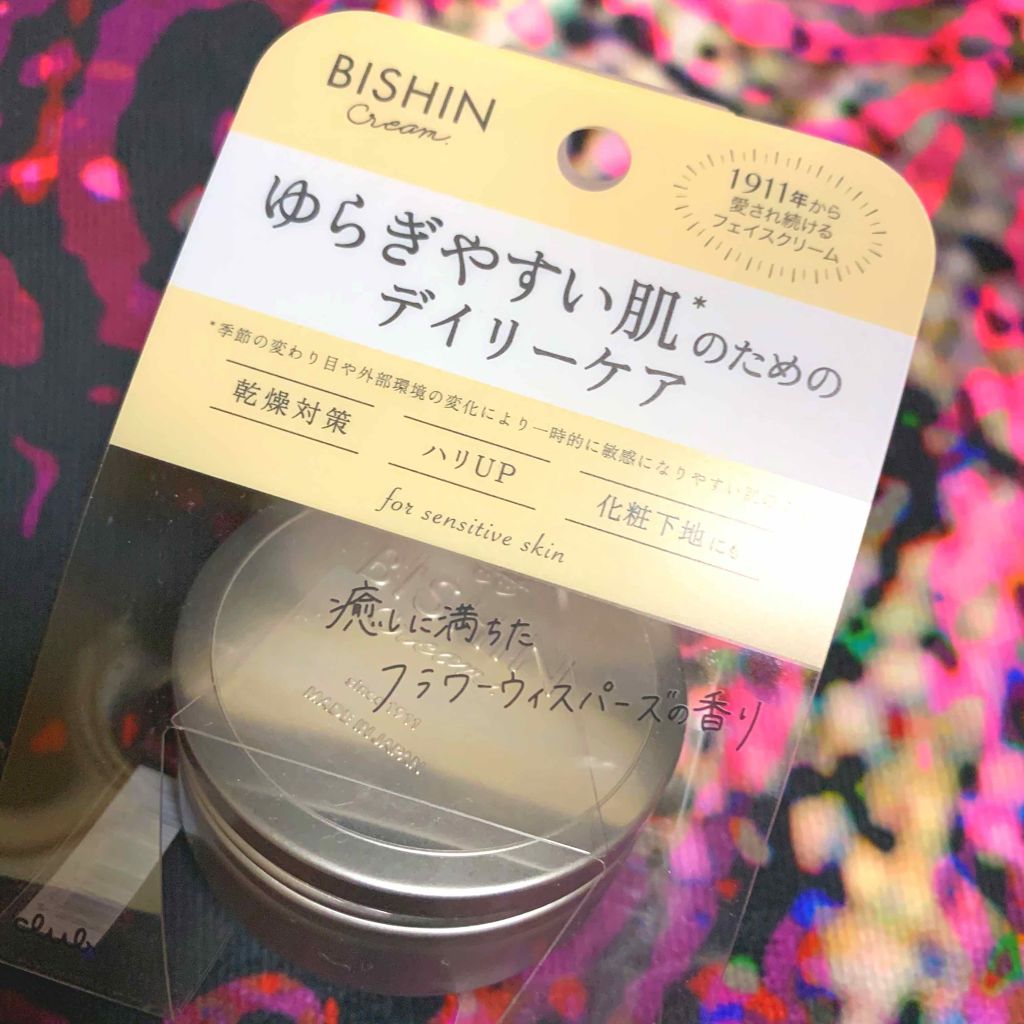 BISHIN
Cream.
1911年から
愛され続ける
フェイスクリーム
ゆらぎやすい肌*のための
デイリーケア
*季節の変わり目や外部環境の変化により一時的に敏感になりやすい肌
乾燥対策
ハリUP
化粧下地にも
for sensitive skin
BISHIN
Cream
since 1911
MADE IN JAPAN
癒しに満ちた
フラワーウィスパーズの香り
club